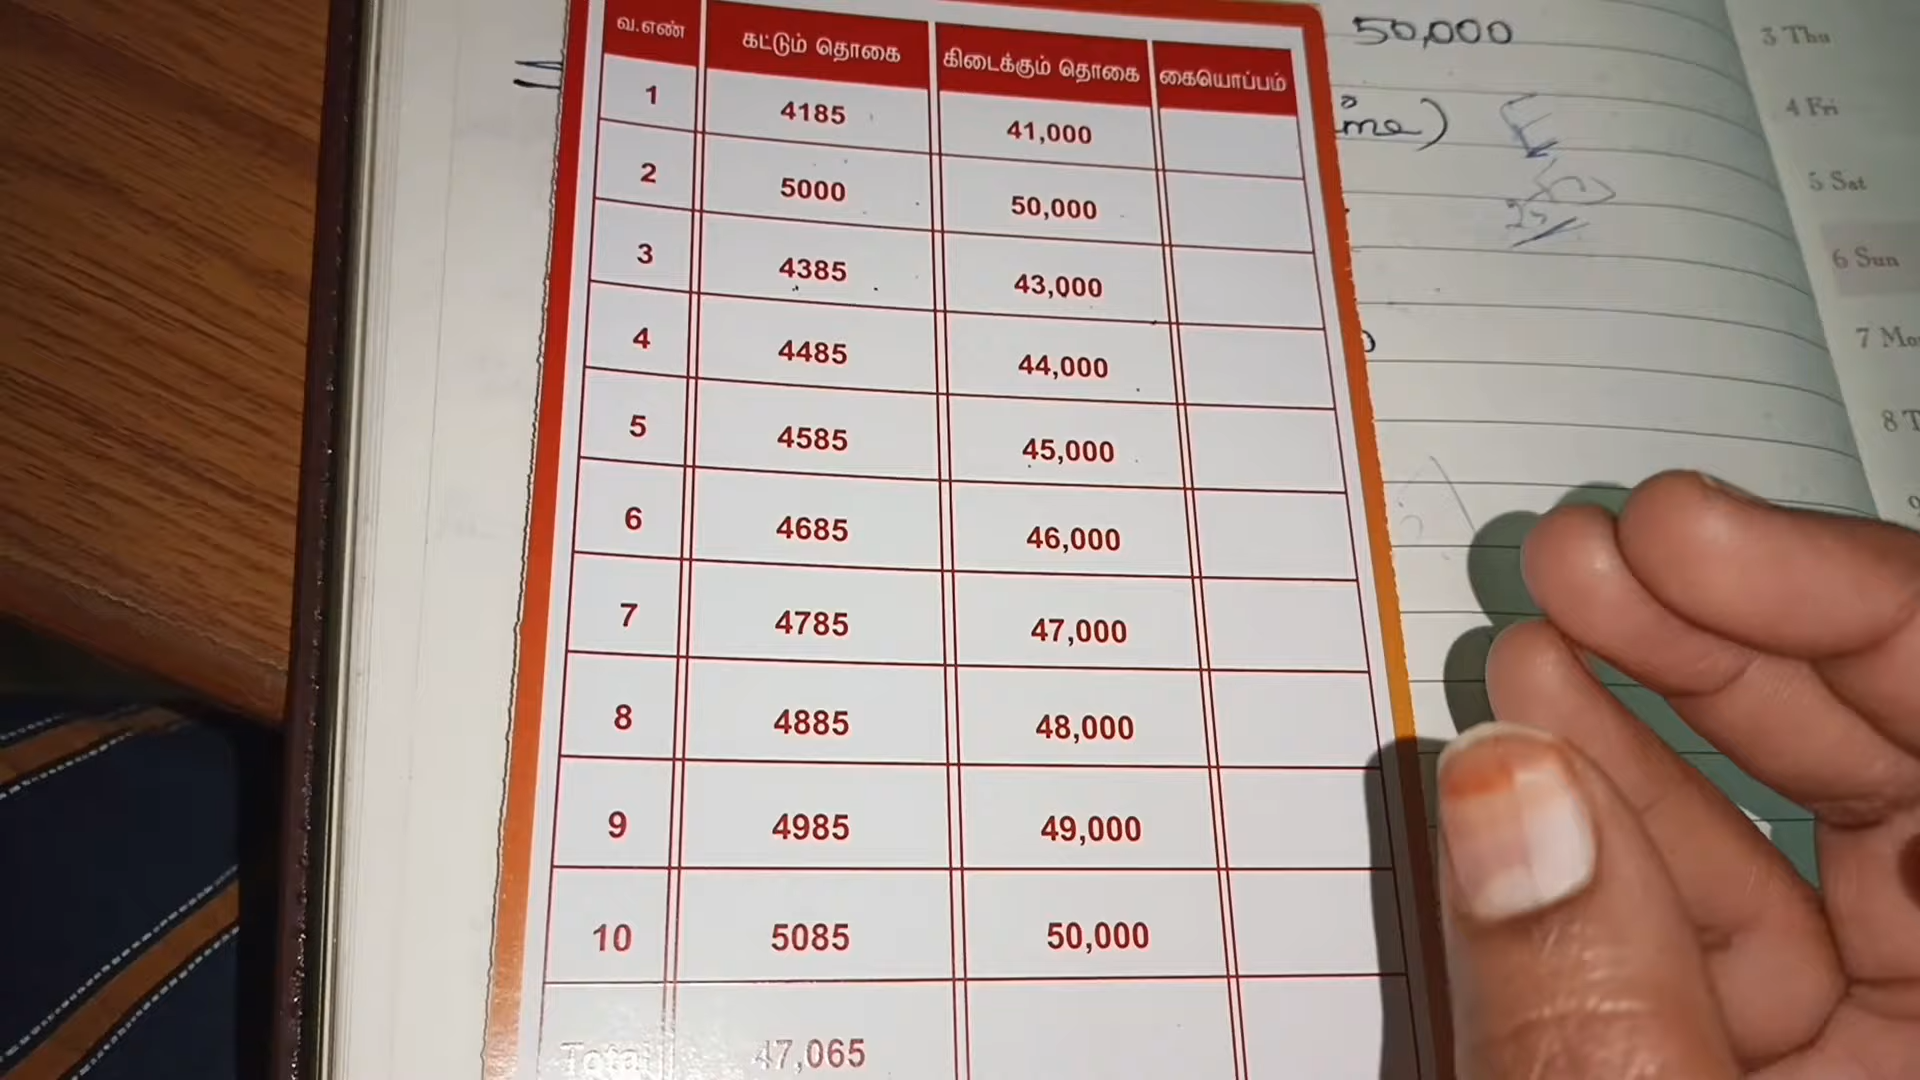 வ.எண் கட்டும் தொகை கிடைக்கும் தொகை கையொப்பம்
1 4185 41,000
2 5000 50,000
3 4385 43,000
4 4485 44,000
5 4585 45,000
6 4685 46,000
7 4785 47,000
8 4885 48,000
9 4985 49,000
10 5085 50,000
Total 47,065
50,000
3 Thu
4 Fri
5 Sat
6 Sun
7
8